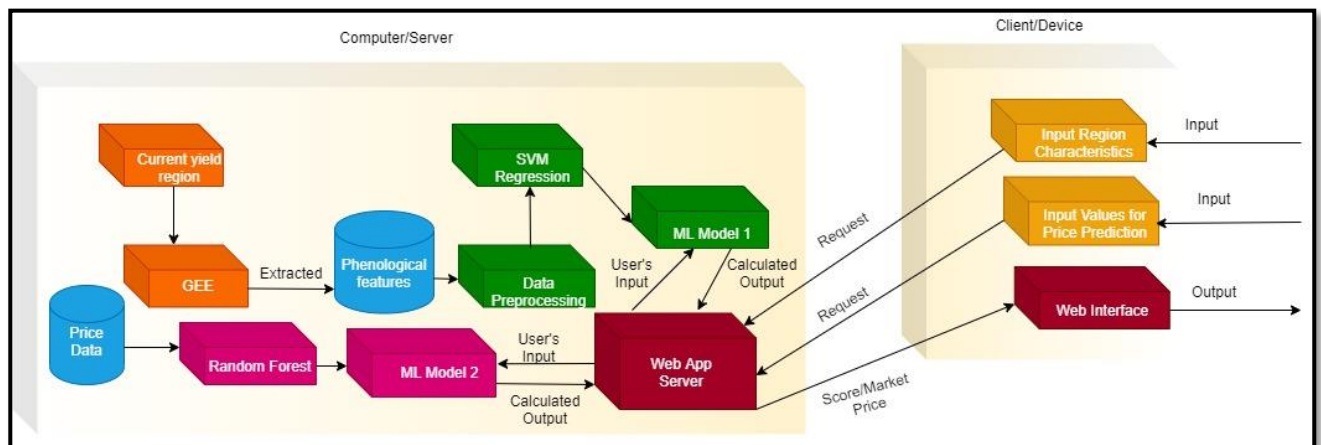 Computer/Server
Client/Device
Current yield
region
SVM
Regression
Input Region
Characteristics
Input
Input Values for
Price Prediction
Input
ML Model 1
GEE
Extracted
Phenological
features
Data
Preprocessing
User's
Input
Calculated
Output
Request
Request
Web Interface
Output
Price
Data
Random Forest
ML Model 2
User's
Input
Calculated
Output
Web App
Server
Score/Market
Price